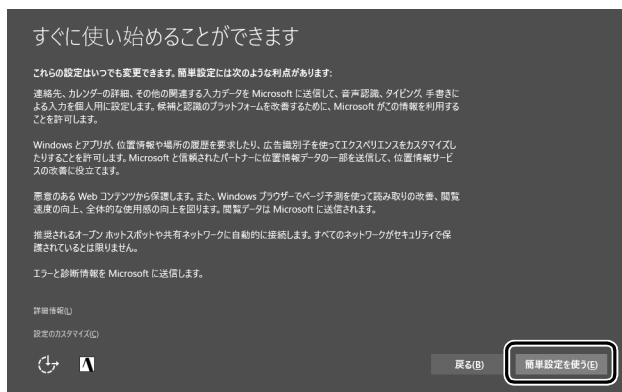 すぐに使い始めることができます
これらの設定はいつでも変更できます。簡単設定には次のような利点があります:
連絡先、カレンダーの詳細、その他の関連する入力データを Microsoft に送信して、音声認識、タイピング、手書きに
よる入力を個人用に設定します。候補と認識のプラットフォームを改善するために、Microsoft がこの情報を利用する
ことを許可します。
Windows とアプリが、位置情報や場所の履歴を要求したり、広告識別子を使ってエクスペリエンスをカスタマイズし
たりすることを許可します。Microsoft と信頼されたパートナーに位置情報データの一部を送信して、位置情報サービ
スの改善に役立てます。
悪意のある Web コンテンツから保護します。また、Windows ブラウザーでページ予測を使って読み取りの改善、閲覧
速度の向上、全体的な使用感の向上を図ります。閲覧データは Microsoft に送信されます。
推奨されるオープン ホットスポットや共有ネットワークに自動的に接続します。すべてのネットワークがセキュリティで保
護されているとは限りません。
エラーと診断情報を Microsoft に送信します。
詳細情報(L)
設定のカスタマイズ(C)
戻る(B)
簡単設定を使う(E)